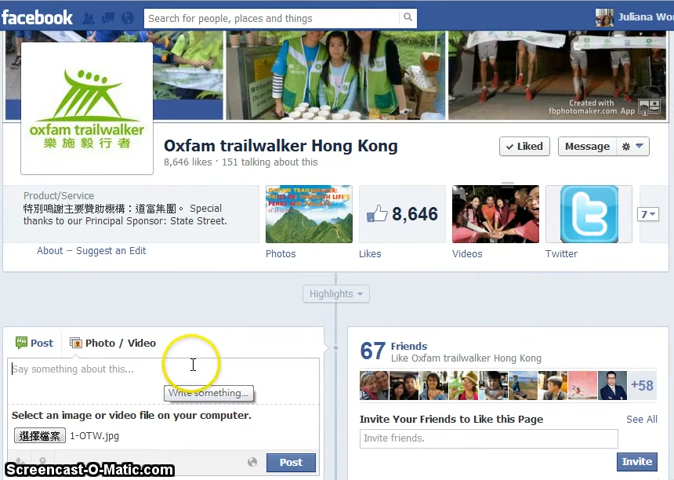 facebook
Search for people, places and things
Juliana Wo
Created with
fbphotomaker.com App
oxfam trailwalker
樂施毅行者
Oxfam trailwalker Hong Kong
8,646 likes · 151 talking about this
Liked
Message
Product/Service
特別鳴謝主要贊助機構：道富集團。 Special
thanks to our Principal Sponsor: State Street.
About – Suggest an Edit
8,646
7
Photos
Likes
Videos
Twitter
Highlights
Post
Photo / Video
Say something about this...
Write something...
Select an image or video file on your computer.
選擇檔案 1-OTW.jpg
Post
67 Friends
Like Oxfam trailwalker Hong Kong
+58
Invite Your Friends to Like this Page
See All
Invite friends.
Invite
Screencast-O-Matic.com